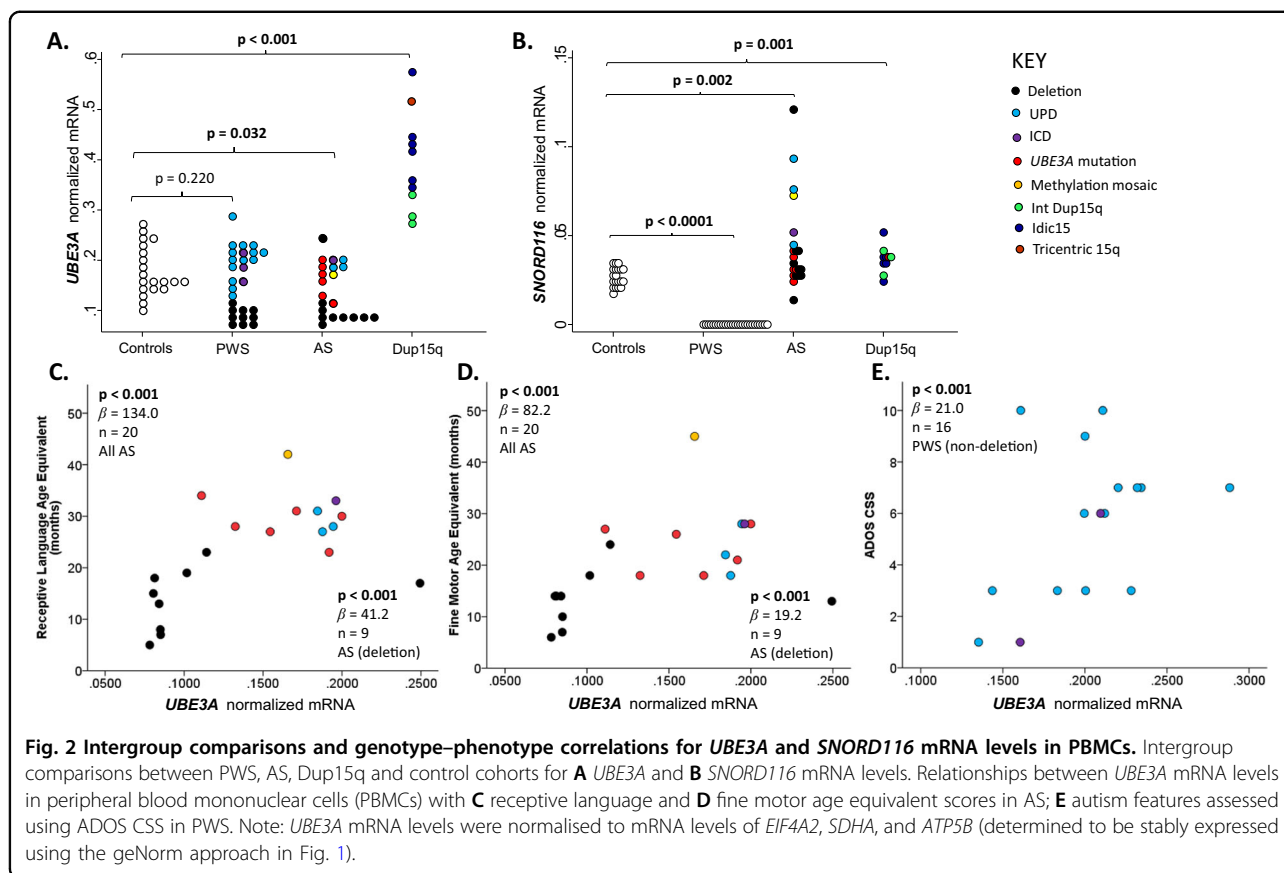 A.
p < 0.001
p = 0.032
p = 0.220
UBE3A normalized mRNA
.6
.5
.4
.3
.2
.1
Controls PWS AS Dup15q
B.
p = 0.001
p = 0.002
p < 0.0001
SNORD116 normalized mRNA
.15
0.1
.05
0
Controls PWS AS Dup15q
KEY
Deletion
UPD
ICD
UBE3A mutation
Methylation mosaic
Int Dup15q
Idic15
Tricentric 15q
C.
p < 0.001
β = 134.0
n = 20
All AS
p < 0.001
β = 41.2
n = 9
AS (deletion)
Receptive Language Age Equivalent
(months)
50
40
30
20
10
0
.0500 .1000 .1500 .2000 .2500
UBE3A normalized mRNA
D.
p < 0.001
β = 82.2
n = 20
All AS
p < 0.001
β = 19.2
n = 9
AS (deletion)
Fine Motor Age Equivalent (months)
50
40
30
20
10
0
.0500 .1000 .1500 .2000 .2500
UBE3A normalized mRNA
E.
p < 0.001
β = 21.0
n = 16
PWS (non-deletion)
ADOS CSS
10
8
6
4
2
0
.1000 .1500 .2000 .2500 .3000
UBE3A normalized mRNA
Fig. 2 Intergroup comparisons and genotype–phenotype correlations for UBE3A and SNORD116 mRNA levels in PBMCs. Intergroup
comparisons between PWS, AS, Dup15q and control cohorts for A UBE3A and B SNORD116 mRNA levels. Relationships between UBE3A mRNA levels
in peripheral blood mononuclear cells (PBMCs) with C receptive language and D fine motor age equivalent scores in AS; E autism features assessed
using ADOS CSS in PWS. Note: UBE3A mRNA levels were normalised to mRNA levels of EIF4A2, SDHA, and ATP5B (determined to be stably expressed
using the geNorm approach in Fig. 1).